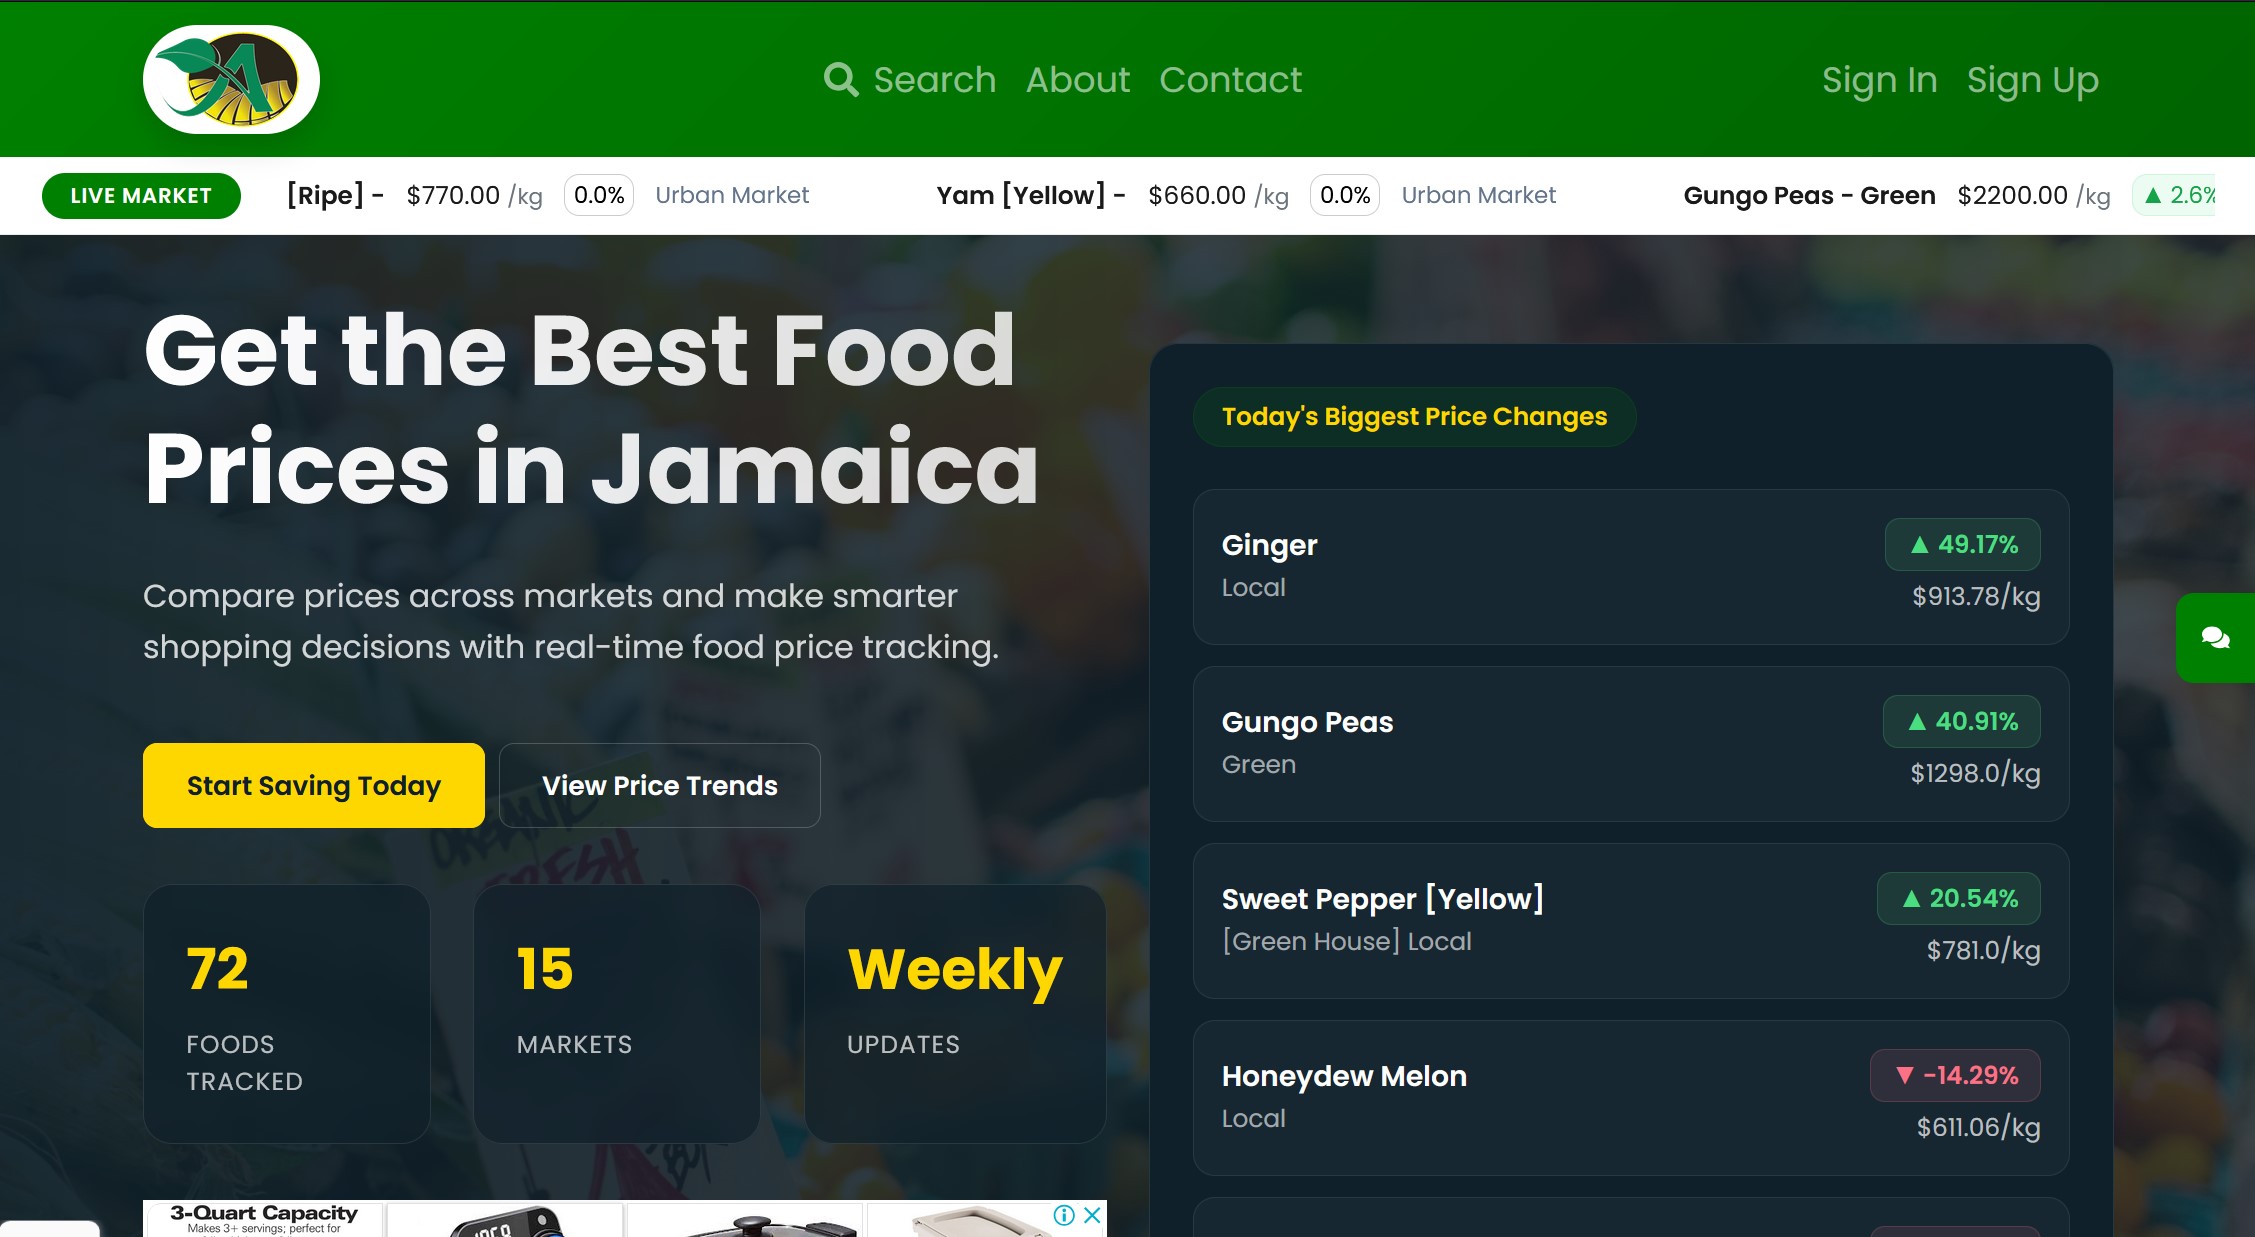 Search About Contact
Sign In Sign Up
LIVE MARKET [Ripe] - $770.00 /kg 0.0% Urban Market Yam [Yellow] - $660.00 /kg 0.0% Urban Market Gungo Peas - Green $2200.00 /kg ▲ 2.6%
Get the Best Food
Prices in Jamaica
Compare prices across markets and make smarter
shopping decisions with real-time food price tracking.
Start Saving Today
View Price Trends
ORGANIC
FRESH
72
FOODS
TRACKED
15
MARKETS
Weekly
UPDATES
3-Quart Capacity
Makes 3+ servings; perfect for
Today's Biggest Price Changes
Ginger
Local
▲ 49.17%
$913.78/kg
Gungo Peas
Green
▲ 40.91%
$1298.0/kg
Sweet Pepper [Yellow]
[Green House] Local
▲ 20.54%
$781.0/kg
Honeydew Melon
Local
▼ -14.29%
$611.06/kg